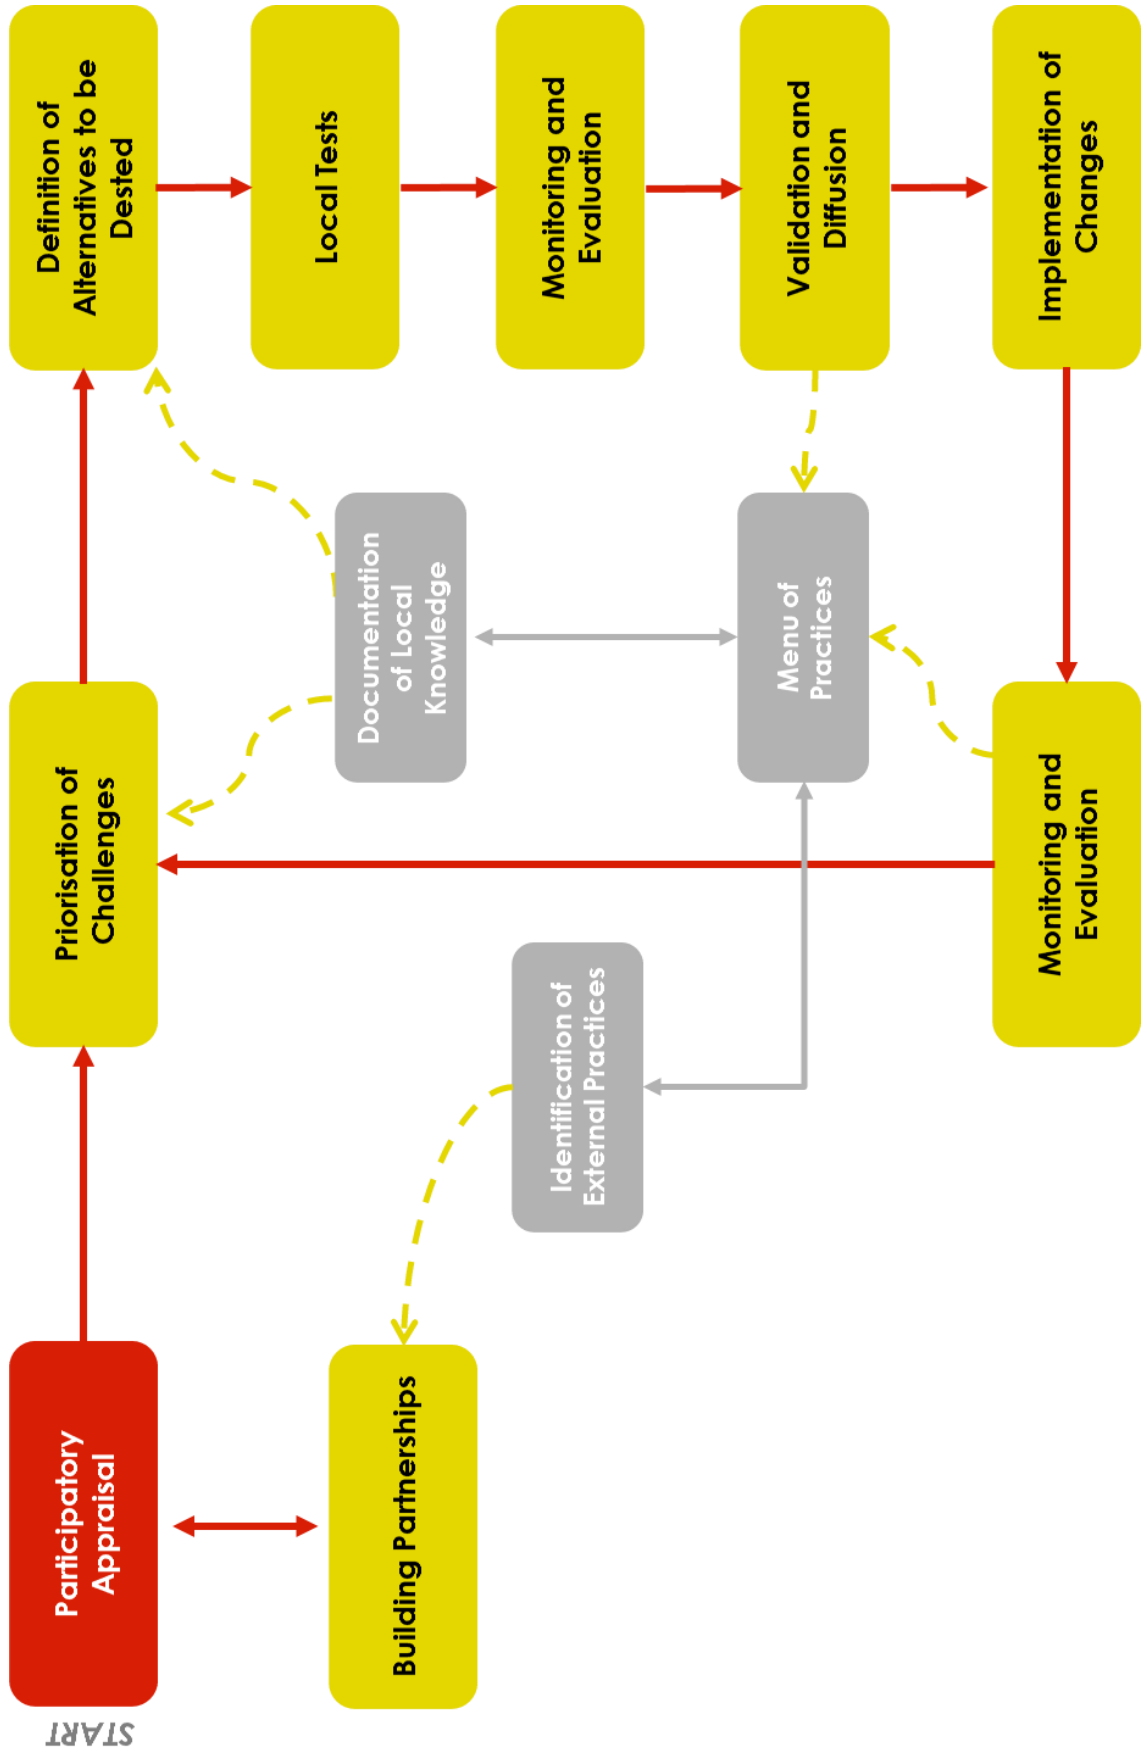 START
Participatory
Appraisal
Priorisation of
Challenges
Definition of
Alternatives to be
Dested
Building Partnerships
Documentation
of Local
Knowledge
Local Tests
Identification of
External Practices
Monitoring and
Evaluation
Menu of
Practices
Validation and
Diffusion
Monitoring and
Evaluation
Implementation of
Changes